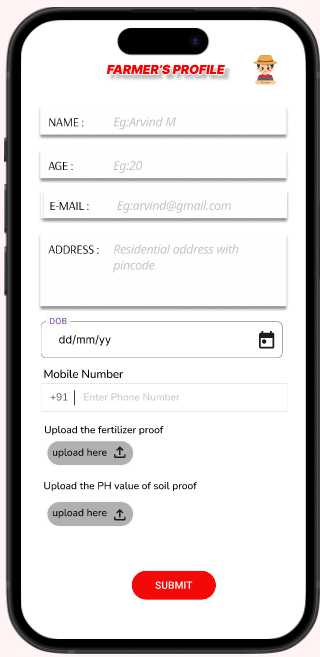 FARMER'S PROFILE
NAME : Eg:Arvind M
AGE : Eg:20
E-MAIL : Eg:arvind@gmail.com
ADDRESS : Residential address with
pincode
DOB
dd/mm/yy
Mobile Number
+91 Enter Phone Number
Upload the fertilizer proof
upload here
Upload the PH value of soil proof
upload here
SUBMIT